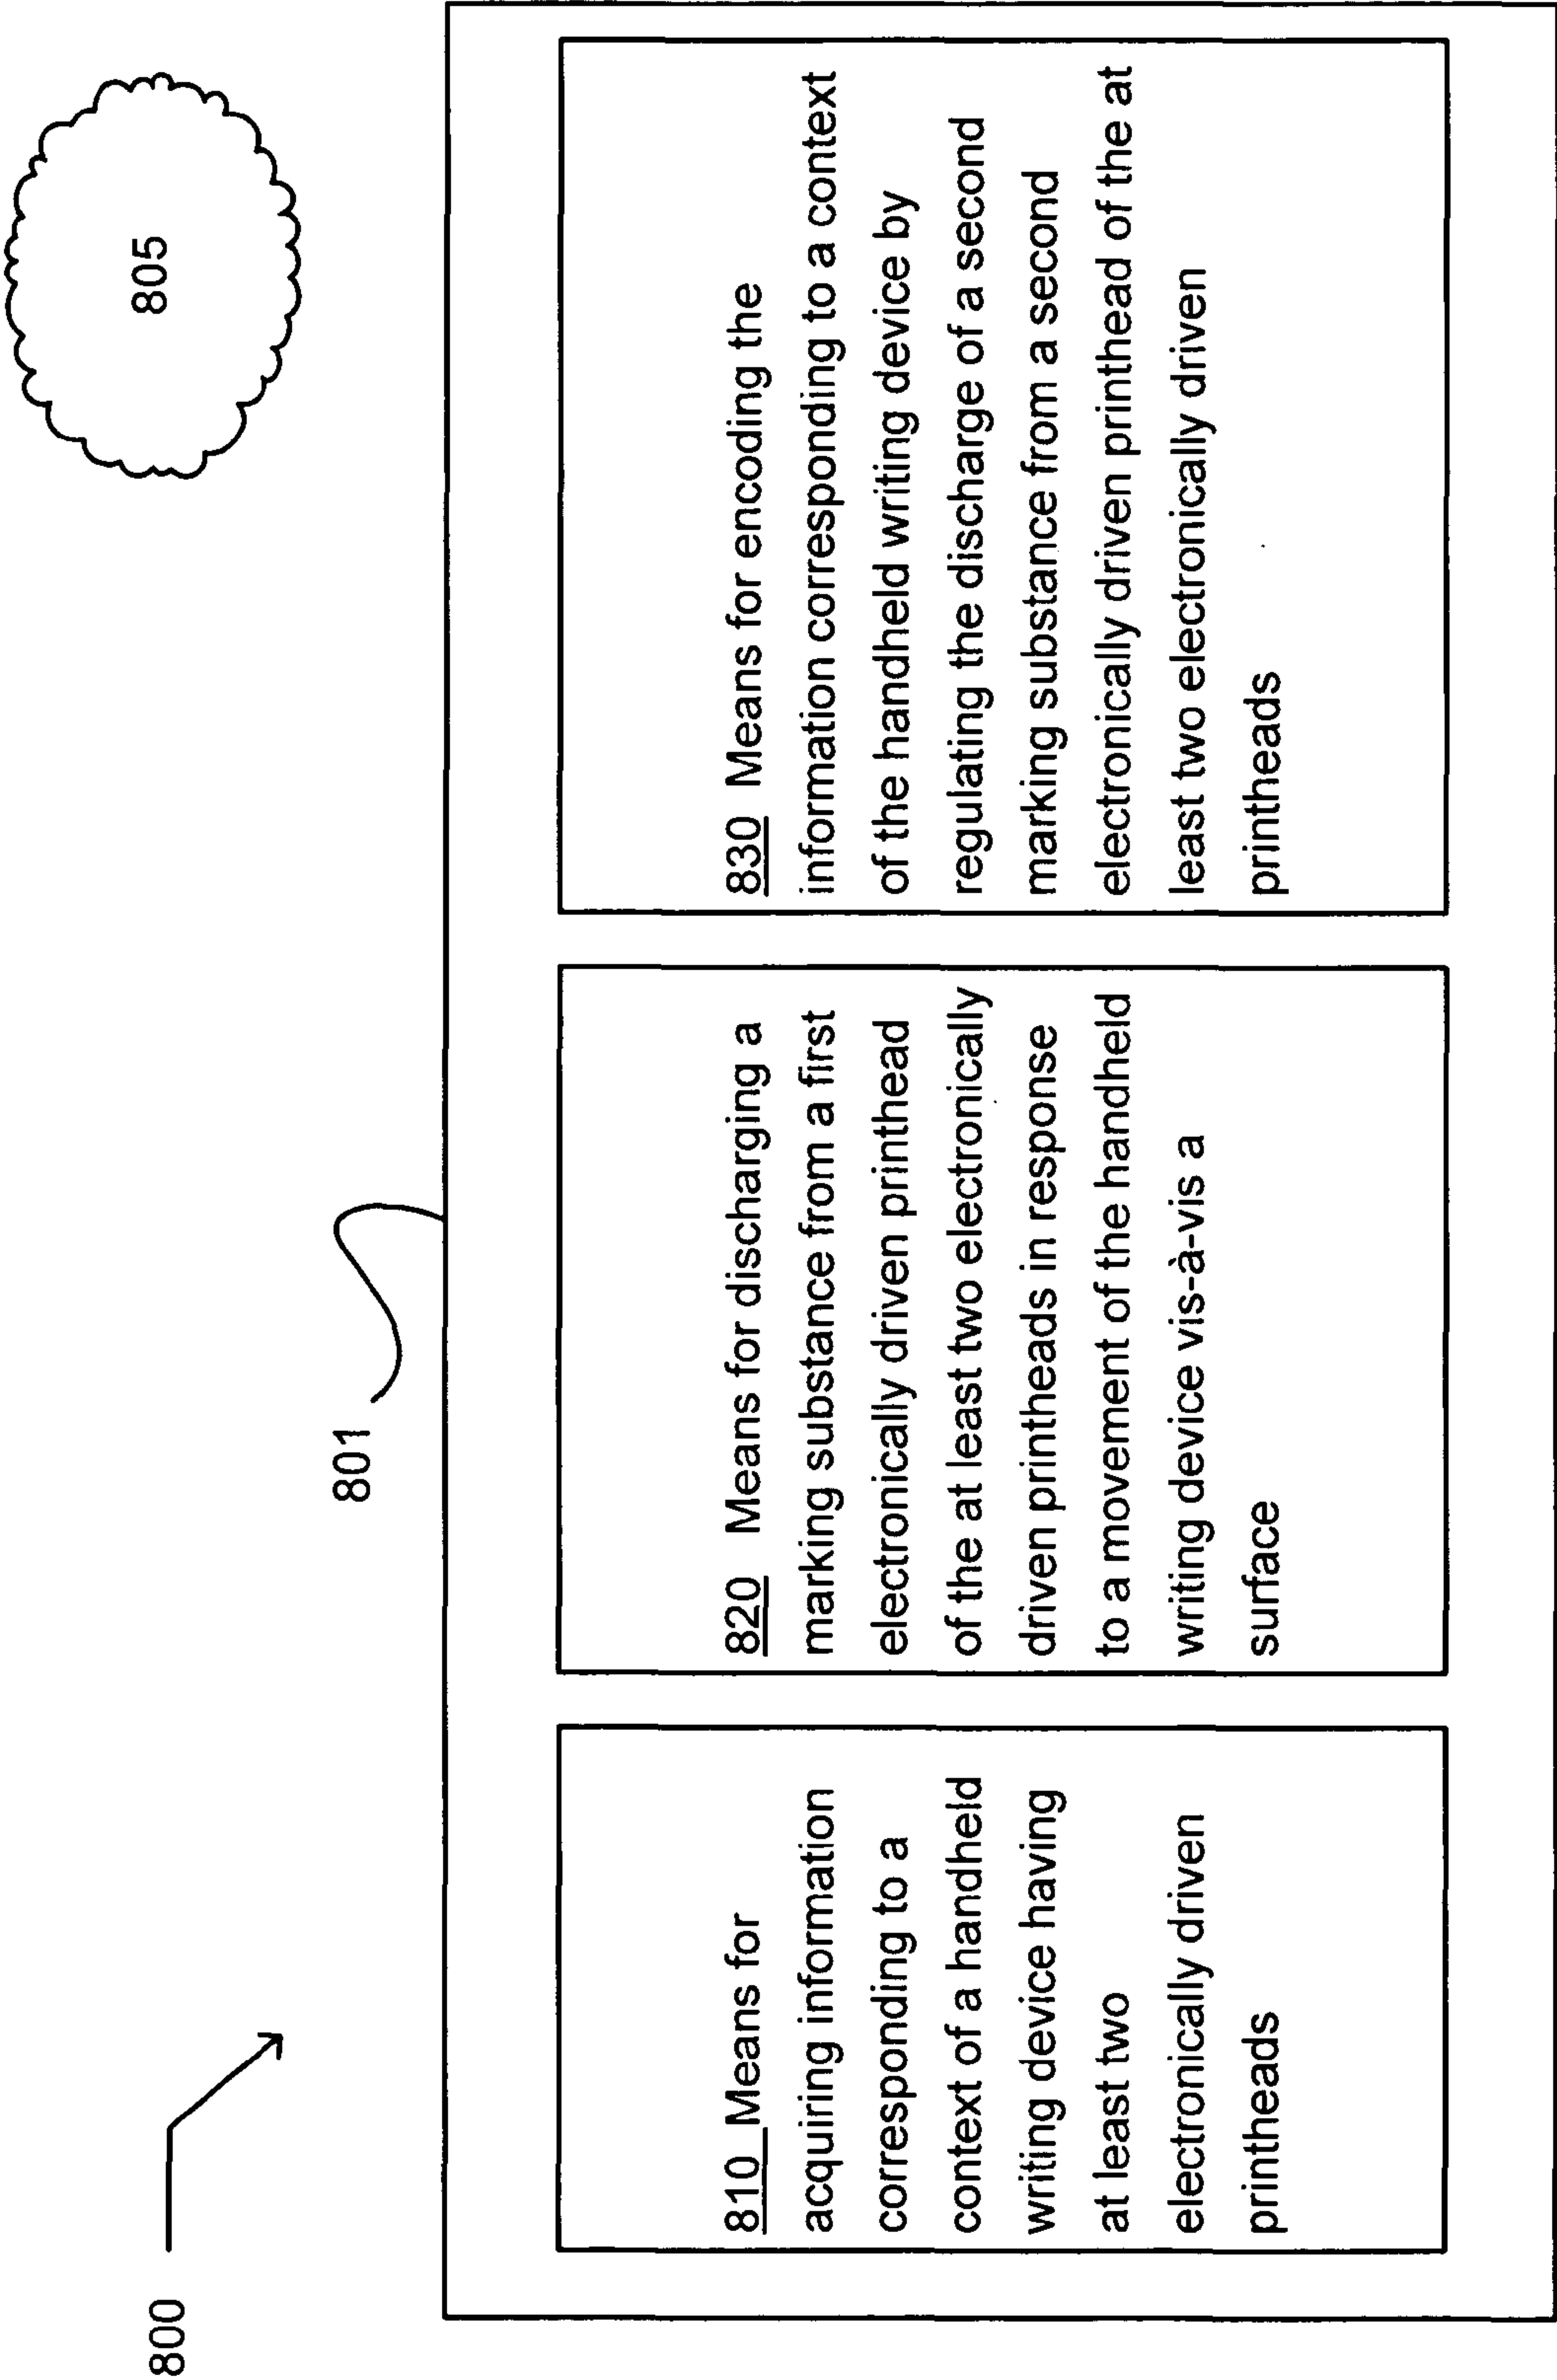 800
801
805
810 Means for
acquiring information
corresponding to a
context of a handheld
writing device having
at least two
electronically driven
printheads
820 Means for discharging a
marking substance from a first
electronically driven printhead
of the at least two electronically
driven printheads in response
to a movement of the handheld
writing device vis-à-vis a
surface
830 Means for encoding the
information corresponding to a context
of the handheld writing device by
regulating the discharge of a second
marking substance from a second
electronically driven printhead of the at
least two electronically driven
printheads